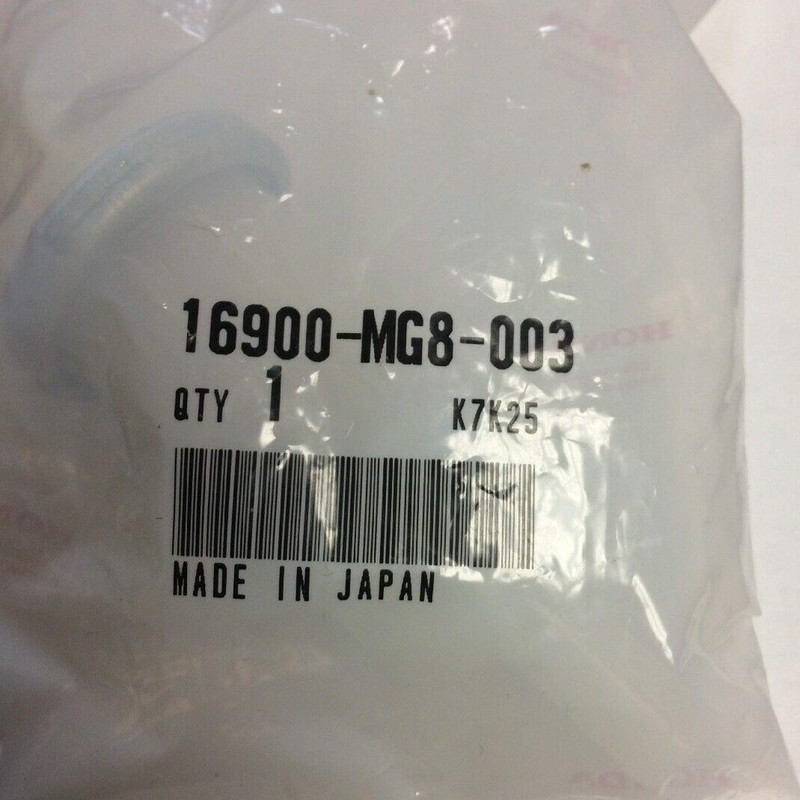 16900-MG8-003
QTY 1 K7K25
MADE IN JAPAN